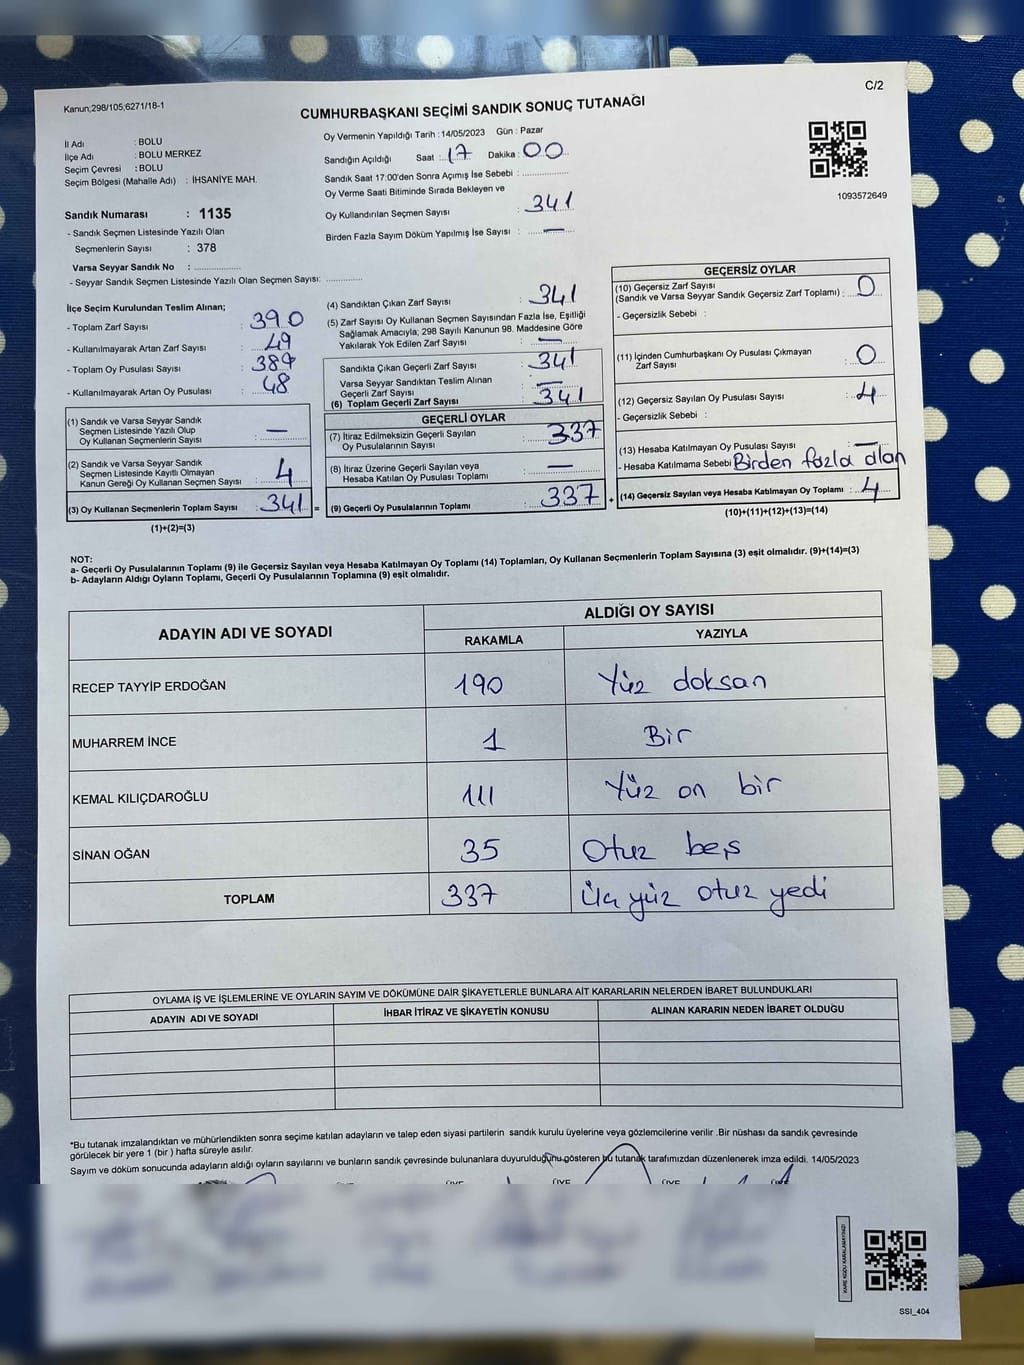 Kanun;298/105;6271/18-1
C/2
CUMHURBAŞKANI SEÇİMİ SANDIK SONUÇ TUTANAĞI
İl Adı : BOLU
İlçe Adı : BOLU MERKEZ
Seçim Çevresi : BOLU
Seçim Bölgesi (Mahalle Adı) : İHSANİYE MAH.
Sandık Numarası : 1135
- Sandık Seçmen Listesinde Yazılı Olan
Seçmenlerin Sayısı : 378
Varsa Seyyar Sandık No : ................
- Seyyar Sandık Seçmen Listesinde Yazılı Olan Seçmen Sayısı: ............
Oy Vermenin Yapıldığı Tarih : 14/05/2023 Gün : Pazar
Sandığın Açıldığı Saat : 17 Dakika : 00
Sandık Saat 17:00'den Sonra Açımış İse Sebebi : ................
Oy Verme Saati Bitiminde Sırada Bekleyen ve
Oy Kullandırılan Seçmen Sayısı : 341
Birden Fazla Sayım Döküm Yapılmış İse Sayısı : —
1093572649
İlçe Seçim Kurulundan Teslim Alınan;
- Toplam Zarf Sayısı : 390
- Kullanılmayarak Artan Zarf Sayısı : 49
- Toplam Oy Pusulası Sayısı : 389
- Kullanılmayarak Artan Oy Pusulası : 48
(1) Sandık ve Varsa Seyyar Sandık
Seçmen Listesinde Yazılı Olup
Oy Kullanan Seçmenlerin Sayısı : —
(2) Sandık ve Varsa Seyyar Sandık
Seçmen Listesinde Kayıtlı Olmayan
Kanun Gereği Oy Kullanan Seçmen Sayısı : 4
(3) Oy Kullanan Seçmenlerin Toplam Sayısı : 341 =
(1)+(2)=(3)
(4) Sandıktan Çıkan Zarf Sayısı : 341
(5) Zarf Sayısı Oy Kullanan Seçmen Sayısından Fazla İse, Eşitliği
Sağlamak Amacıyla; 298 Sayılı Kanunun 98. Maddesine Göre
Yakılarak Yok Edilen Zarf Sayısı : —
Sandıkta Çıkan Geçerli Zarf Sayısı : 341
Varsa Seyyar Sandıktan Teslim Alınan
Geçerli Zarf Sayısı : —
(6) Toplam Geçerli Zarf Sayısı : 341
GEÇERLİ OYLAR
(7) İtiraz Edilmeksizin Geçerli Sayılan
Oy Pusulalarının Sayısı : 337
(8) İtiraz Üzerine Geçerli Sayılan veya
Hesaba Katılan Oy Pusulası Toplamı : —
(9) Geçerli Oy Pusulalarının Toplamı : 337 +
GEÇERSİZ OYLAR
(10) Geçersiz Zarf Sayısı
(Sandık ve Varsa Seyyar Sandık Geçersiz Zarf Toplamı) : 0
- Geçersizlik Sebebi :
(11) İçinden Cumhurbaşkanı Oy Pusulası Çıkmayan
Zarf Sayısı : 0
(12) Geçersiz Sayılan Oy Pusulası Sayısı : 4
- Geçersizlik Sebebi :
(13) Hesaba Katılmayan Oy Pusulası Sayısı : —
- Hesaba Katılmama Sebebi Birden fazla olan
(14) Geçersiz Sayılan veya Hesaba Katılmayan Oy Toplamı : 4
(10)+(11)+(12)+(13)=(14)
NOT:
a- Geçerli Oy Pusulalarının Toplamı (9) ile Geçersiz Sayılan veya Hesaba Katılmayan Oy Toplamı (14) Toplamları, Oy Kullanan Seçmenlerin Toplam Sayısına (3) eşit olmalıdır. (9)+(14)=(3)
b- Adayların Aldığı Oyların Toplamı, Geçerli Oy Pusulalarının Toplamına (9) eşit olmalıdır.
ADAYIN ADI VE SOYADI
ALDIĞI OY SAYISI
RAKAMLA YAZIYLA
RECEP TAYYİP ERDOĞAN 190 Yüz doksan
MUHARREM İNCE 1 Bir
KEMAL KILIÇDAROĞLU 111 Yüz on bir
SİNAN OĞAN 35 Otuz beş
TOPLAM 337 Üç yüz otuz yedi
OYLAMA İŞ VE İŞLEMLERİNE VE OYLARIN SAYIM VE DÖKÜMÜNE DAİR ŞİKAYETLERLE BUNLARA AİT KARARLARIN NELERDEN İBARET BULUNDUKLARI
ADAYIN ADI VE SOYADI İHBAR İTİRAZ VE ŞİKAYETİN KONUSU ALINAN KARARIN NEDEN İBARET OLDUĞU
*Bu tutanak imzalandıktan ve mühürlendikten sonra seçime katılan adayların ve talep eden siyasi partilerin sandık kurulu üyelerine veya gözlemcilerine verilir .Bir nüshası da sandık çevresinde
görülecek bir yere 1 (bir ) hafta süreyle asılır.
Sayım ve döküm sonucunda adayların aldığı oyların sayılarını ve bunların sandık çevresinde bulunanlara duyurulduğunu gösteren bu tutanak tarafımızdan düzenlenerek imza edildi. 14/05/2023
ÜYE ÜYE ÜYE ÜYE
KARE KODU KARALAMAYINIZ!
SSI_404